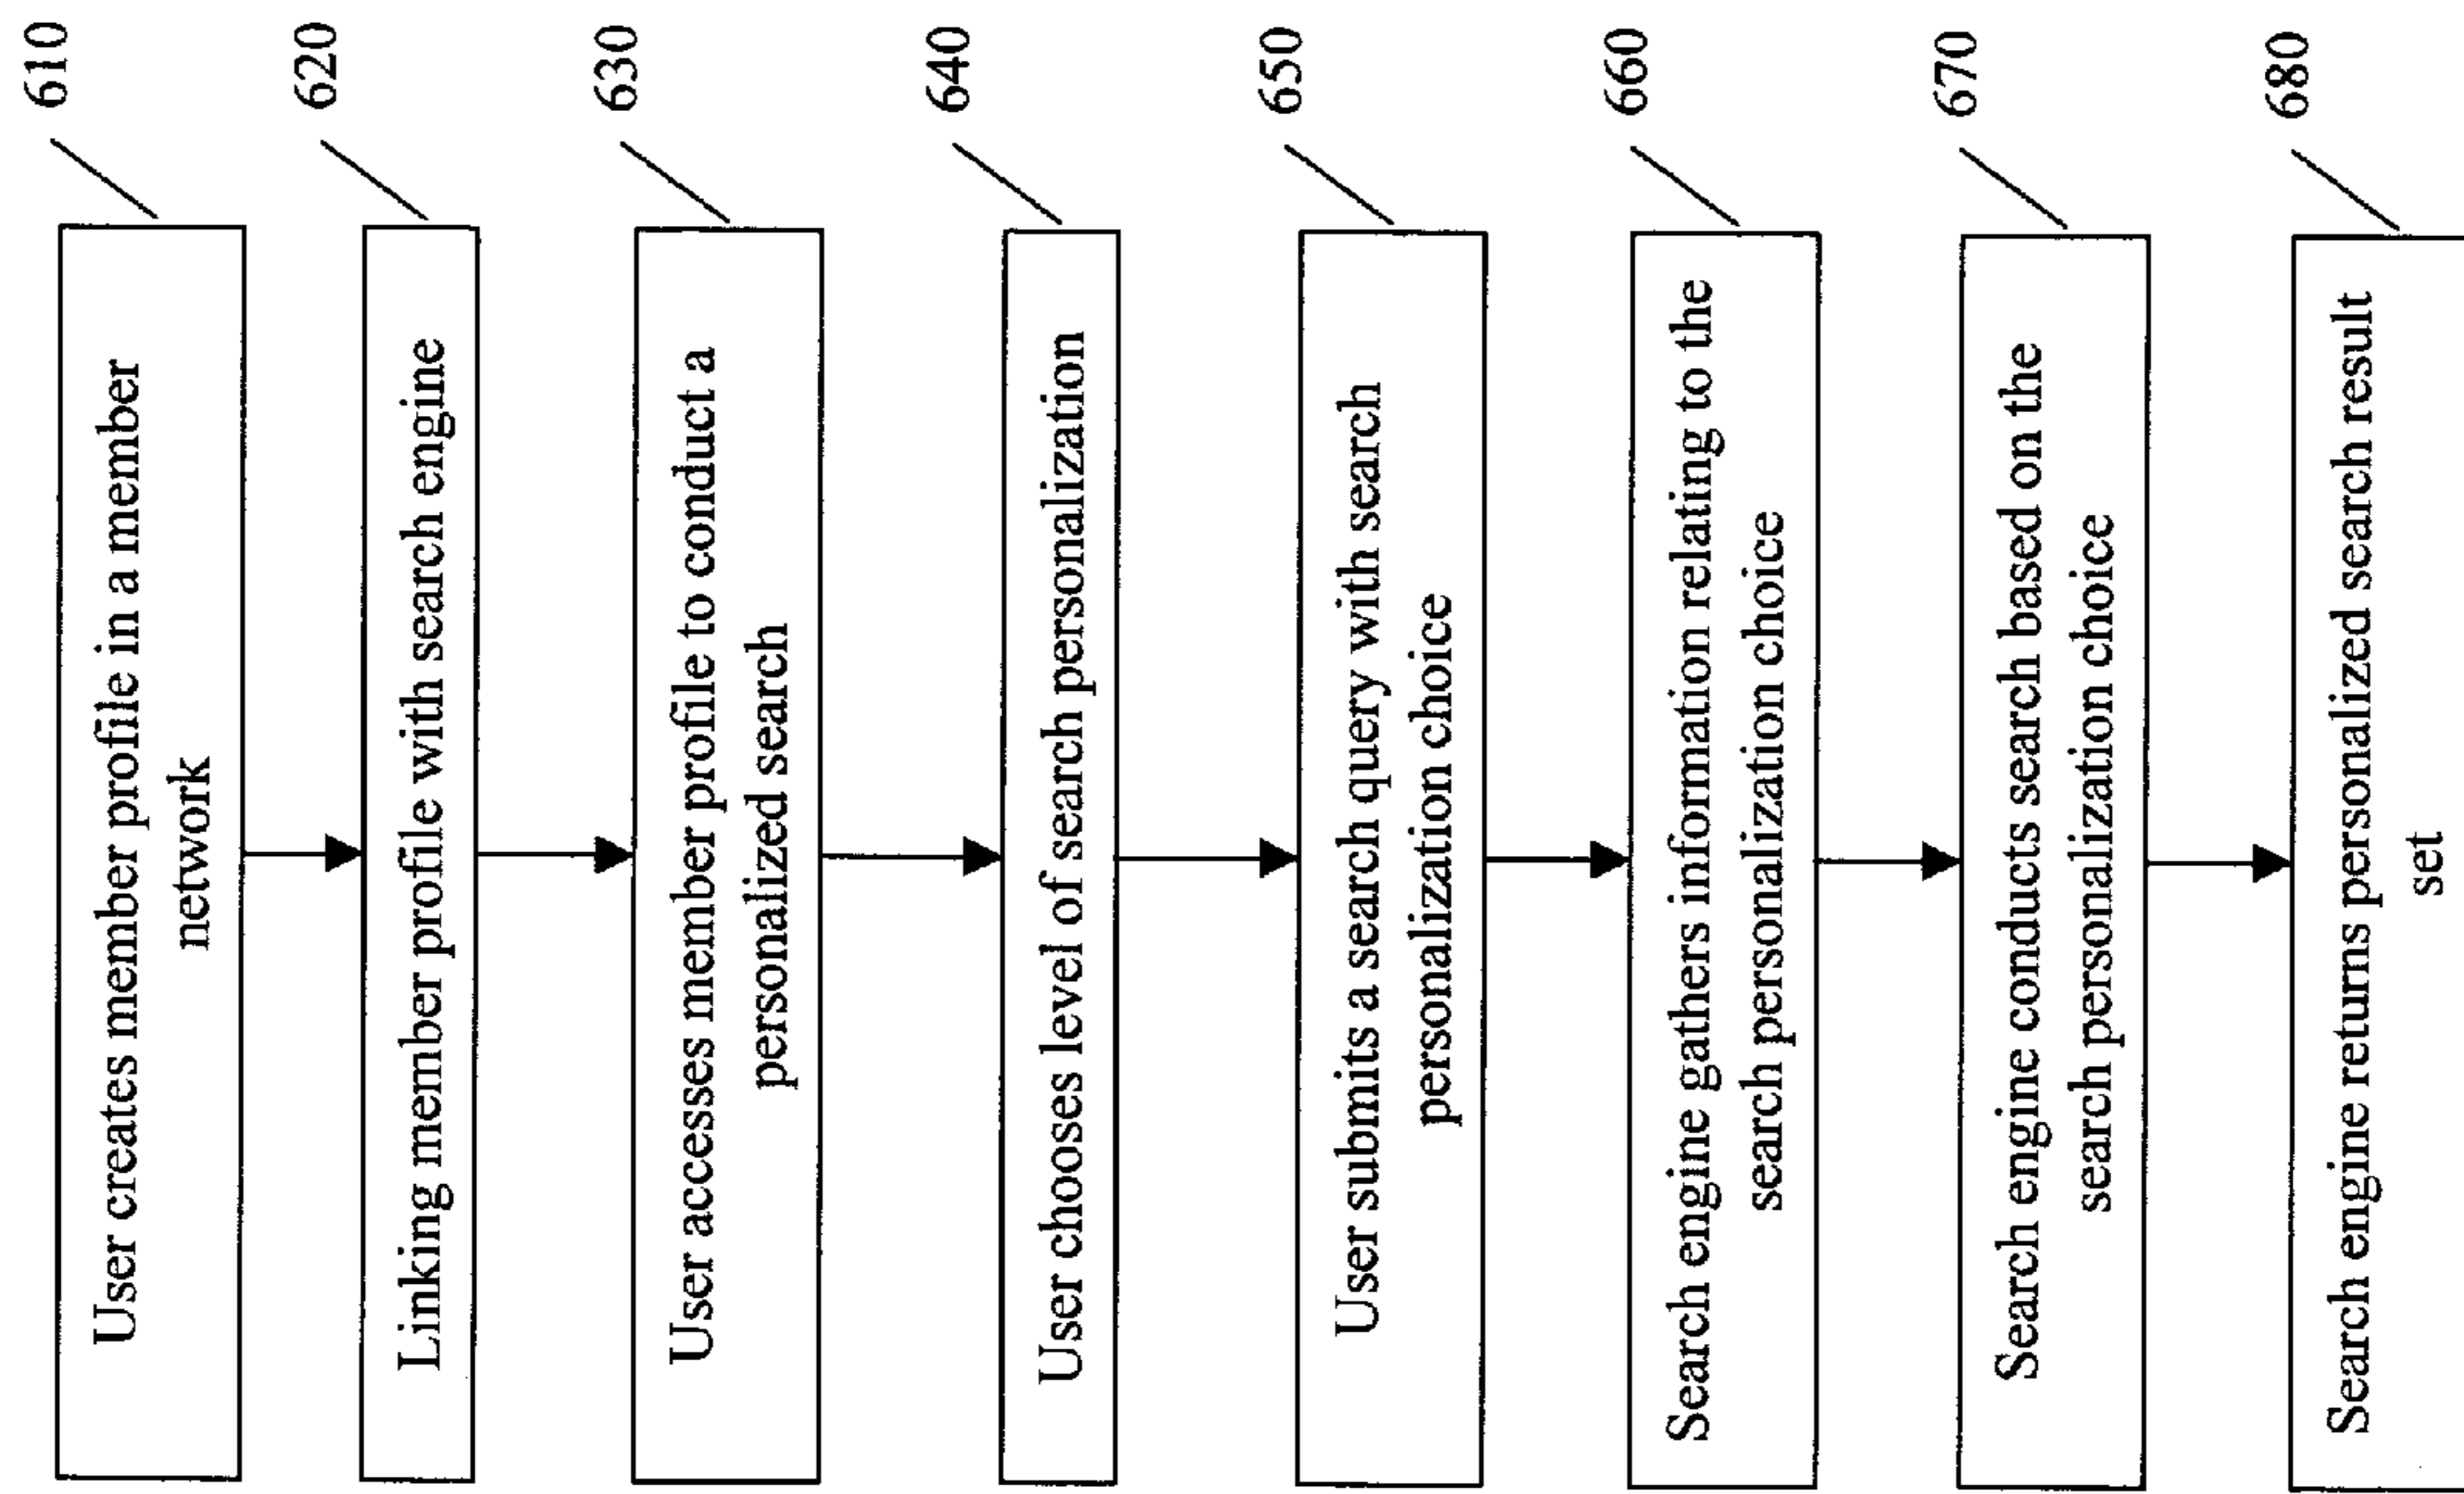 User creates member profile in a member
network
610
Linking member profile with search engine
620
User accesses member profile to conduct a
personalized search
630
User chooses level of search personalization
640
User submits a search query with search
personalization choice
650
Search engine gathers information relating to the
search personalization choice
660
Search engine conducts search based on the
search personalization choice
670
Search engine returns personalized search result
set
680